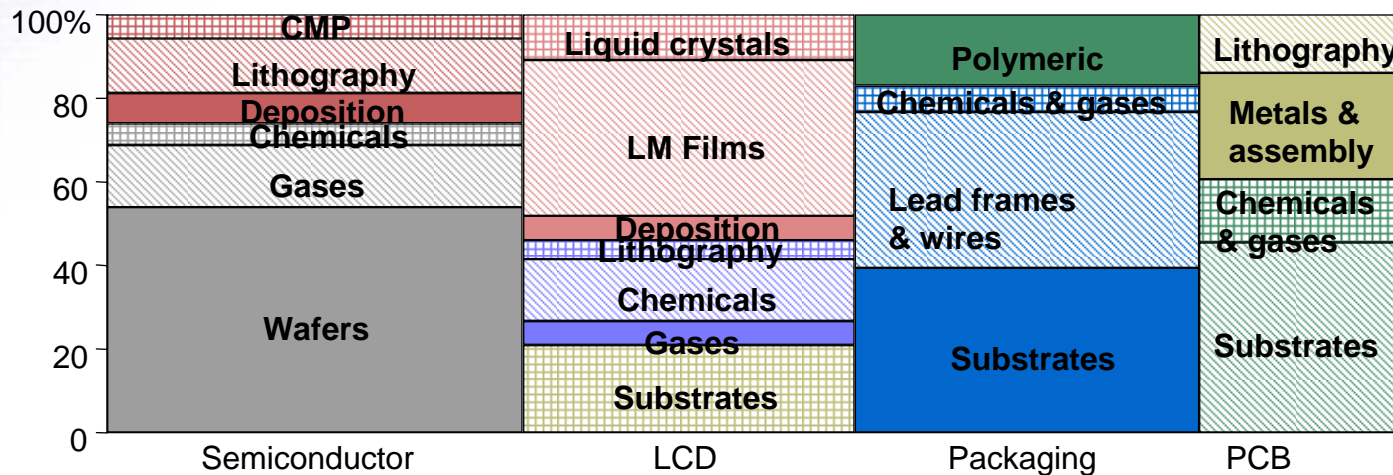 100%
80
60
40
20
0
CMP
Lithography
Deposition
Chemicals
Gases
Wafers
Semiconductor
Liquid crystals
LM Films
Deposition
Lithography
Chemicals
Gases
Substrates
LCD
Polymeric
Chemicals & gases
Lead frames
& wires
Substrates
Packaging
Lithography
Metals &
assembly
Chemicals
& gases
Substrates
PCB